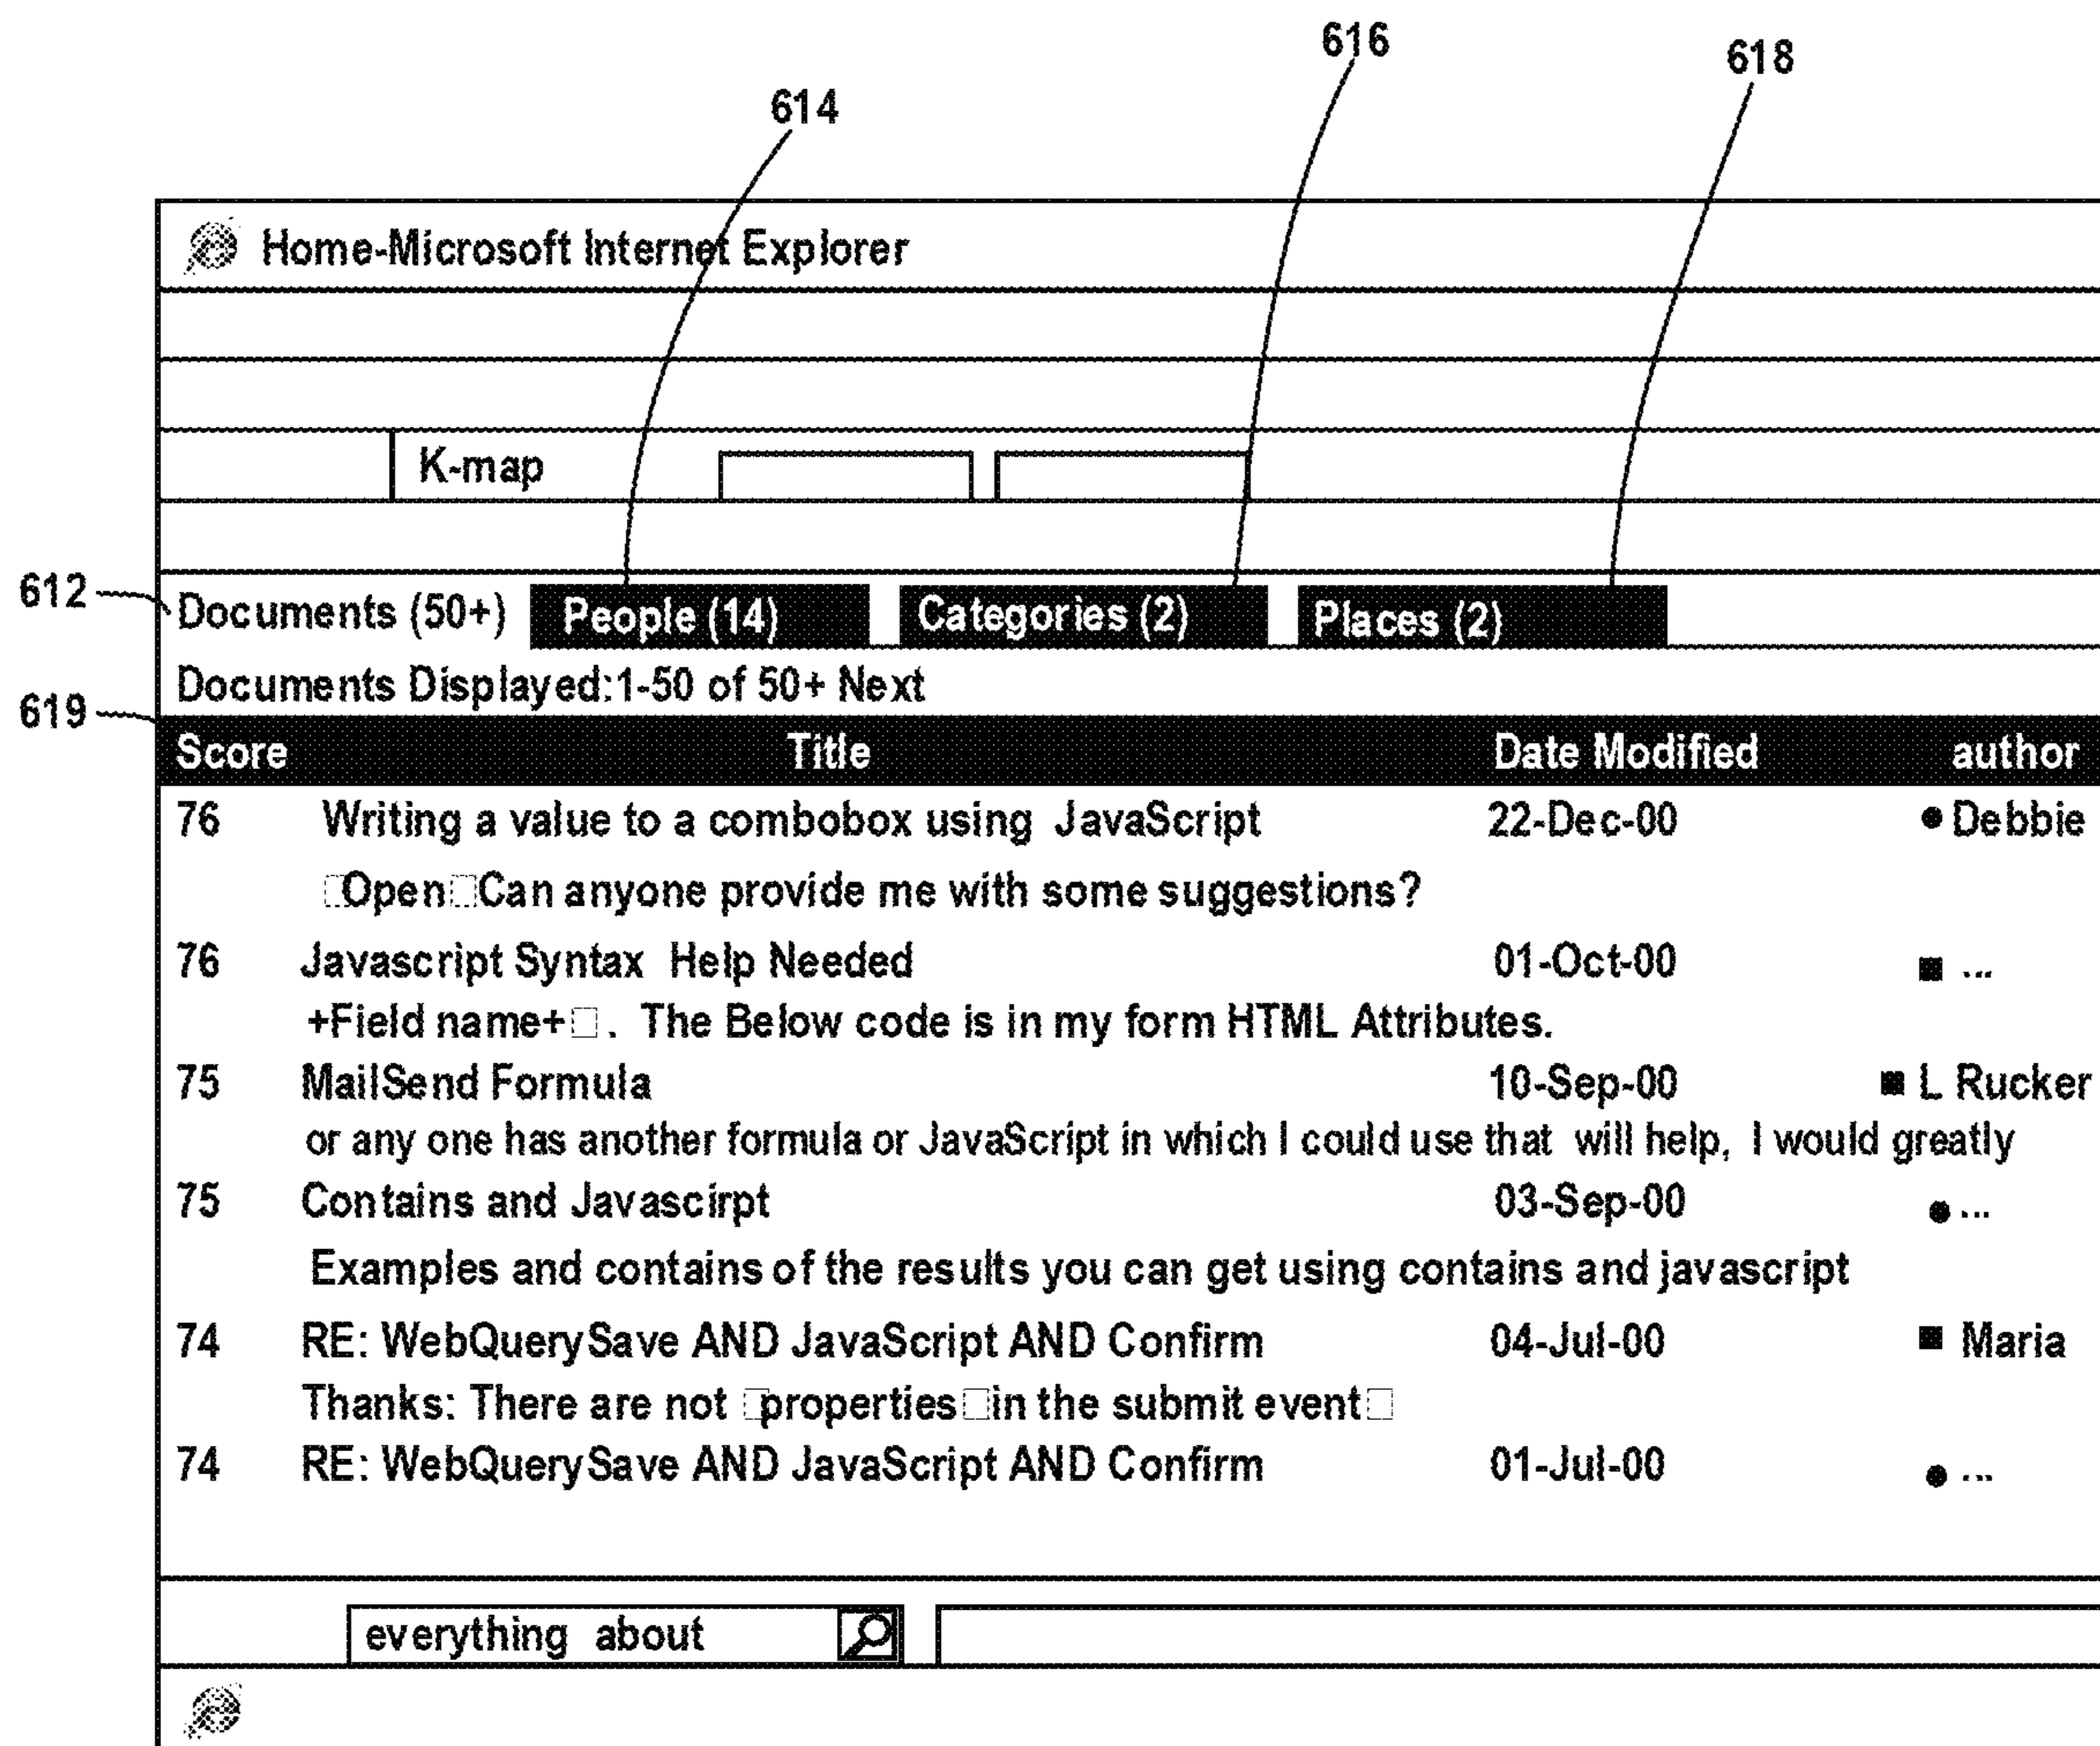 616
618
614
Home-Microsoft Internet Explorer
K-map
612
Documents (50+) People (14) Categories (2) Places (2)
Documents Displayed:1-50 of 50+ Next
619
Score Title Date Modified author
76 Writing a value to a combobox using JavaScript 22-Dec-00 • Debbie
□Open□Can anyone provide me with some suggestions?
76 Javascript Syntax Help Needed 01-Oct-00 ■ ...
+Field name+□. The Below code is in my form HTML Attributes.
75 MailSend Formula 10-Sep-00 ■ L Rucker
or any one has another formula or JavaScript in which I could use that will help, I would greatly
75 Contains and Javascirpt 03-Sep-00 • ...
Examples and contains of the results you can get using contains and javascript
74 RE: WebQuerySave AND JavaScript AND Confirm 04-Jul-00 ■ Maria
Thanks: There are not □properties□in the submit event□
74 RE: WebQuerySave AND JavaScript AND Confirm 01-Jul-00 • ...
everything about